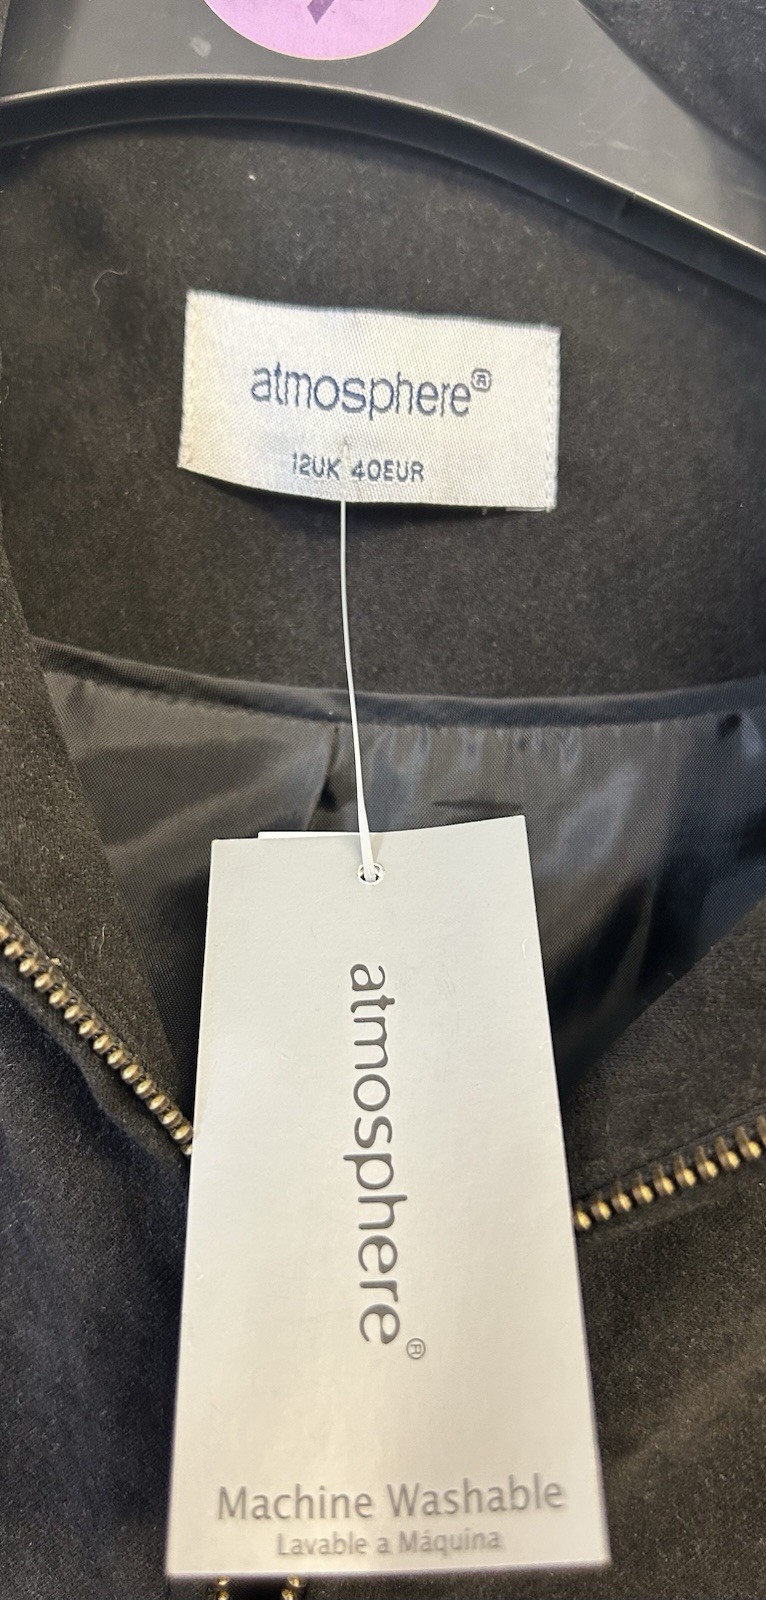 atmosphere®
12UK 40EUR
atmosphere®
Machine Washable
Lavable a Máquina